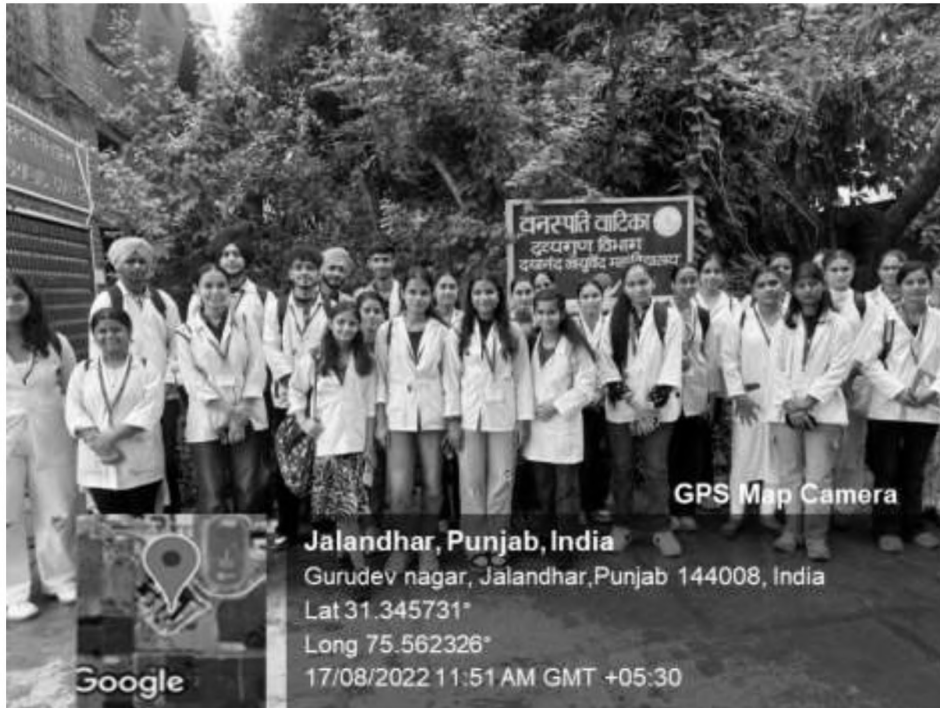 वनस्पति वाटिका
द्रव्यगुण विभाग
दयानंद आयुर्वेद महाविद्यालय
GPS Map Camera
Jalandhar, Punjab, India
Gurudev nagar, Jalandhar,Punjab 144008, India
Lat 31.345731°
Long 75.562326°
17/08/2022 11:51 AM GMT +05:30
Google